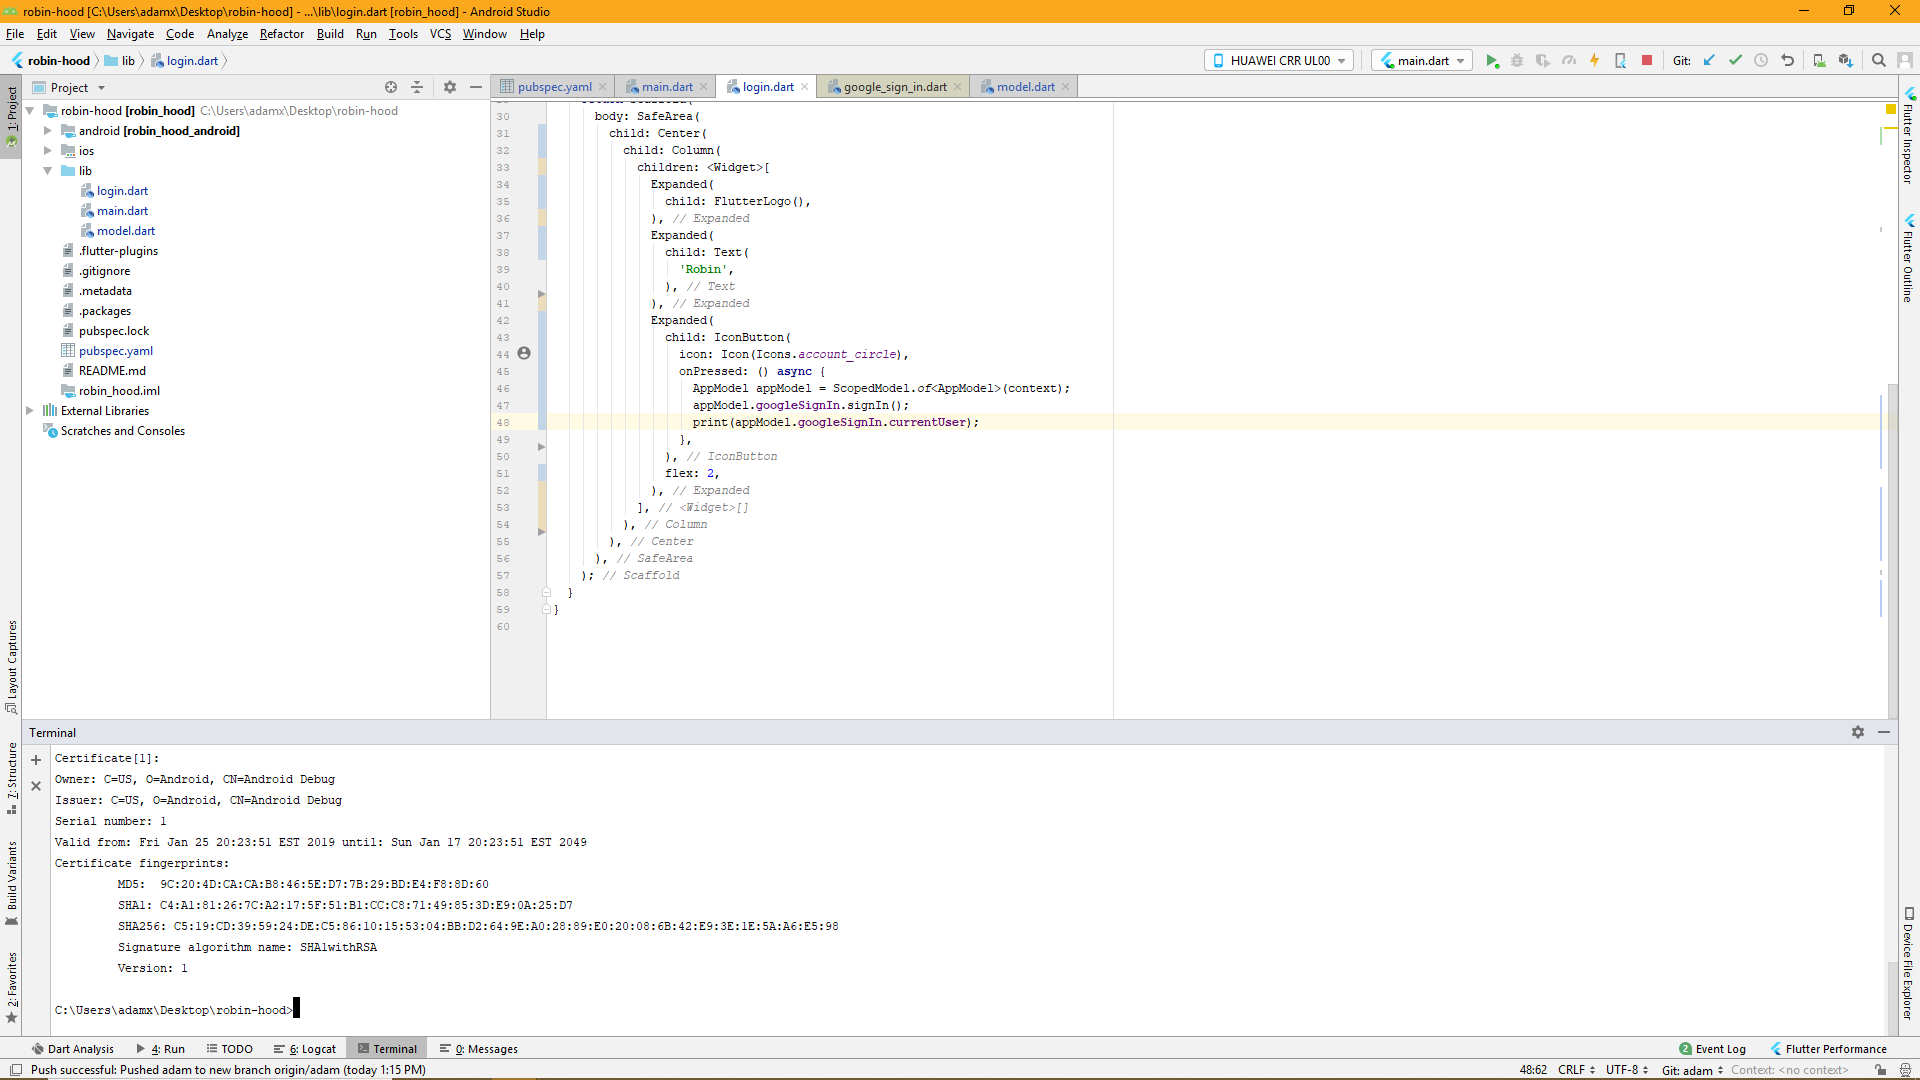 robin-hood [C:\Users\adamx\Desktop\robin-hood] - ...\lib\login.dart [robin_hood] - Android Studio
File Edit View Navigate Code Analyze Refactor Build Run Tools VCS Window Help
robin-hood lib login.dart
HUAWEI CRR UL00 main.dart Git:
Project
pubspec.yaml main.dart login.dart google_sign_in.dart model.dart
robin-hood [robin_hood] C:\Users\adamx\Desktop\robin-hood
android [robin_hood_android]
ios
lib
login.dart
main.dart
model.dart
.flutter-plugins
.gitignore
.metadata
.packages
pubspec.lock
pubspec.yaml
README.md
robin_hood.iml
External Libraries
Scratches and Consoles
30 body: SafeArea(
31 child: Center(
32 child: Column(
33 children: <Widget>[
34 Expanded(
35 child: FlutterLogo(),
36 ), // Expanded
37 Expanded(
38 child: Text(
39 'Robin',
40 ), // Text
41 ), // Expanded
42 Expanded(
43 child: IconButton(
44 icon: Icon(Icons.account_circle),
45 onPressed: () async {
46 AppModel appModel = ScopedModel.of<AppModel>(context);
47 appModel.googleSignIn.signIn();
48 print(appModel.googleSignIn.currentUser);
49 },
50 ), // IconButton
51 flex: 2,
52 ), // Expanded
53 ], // <Widget>[]
54 ), // Column
55 ), // Center
56 ), // SafeArea
57 ); // Scaffold
58 }
59 }
60
1: Project
Layout Captures
7: Structure
Build Variants
2: Favorites
Flutter Inspector
Flutter Outline
Device File Explorer
Terminal
Certificate[1]:
Owner: C=US, O=Android, CN=Android Debug
Issuer: C=US, O=Android, CN=Android Debug
Serial number: 1
Valid from: Fri Jan 25 20:23:51 EST 2019 until: Sun Jan 17 20:23:51 EST 2049
Certificate fingerprints:
MD5: 9C:20:4D:CA:CA:B8:46:5E:D7:7B:29:BD:E4:F8:8D:60
SHA1: C4:A1:81:26:7C:A2:17:5F:51:B1:CC:C8:71:49:85:3D:E9:0A:25:D7
SHA256: C5:19:CD:39:59:24:DE:C5:86:10:15:53:04:BB:D2:64:9E:A0:28:89:E0:20:08:6B:42:E9:3E:1E:5A:A6:E5:98
Signature algorithm name: SHA1withRSA
Version: 1
C:\Users\adamx\Desktop\robin-hood>
Dart Analysis 4: Run TODO 6: Logcat Terminal 0: Messages 2 Event Log Flutter Performance
Push successful: Pushed adam to new branch origin/adam (today 1:15 PM) 48:62 CRLF UTF-8 Git: adam Context: <no context>